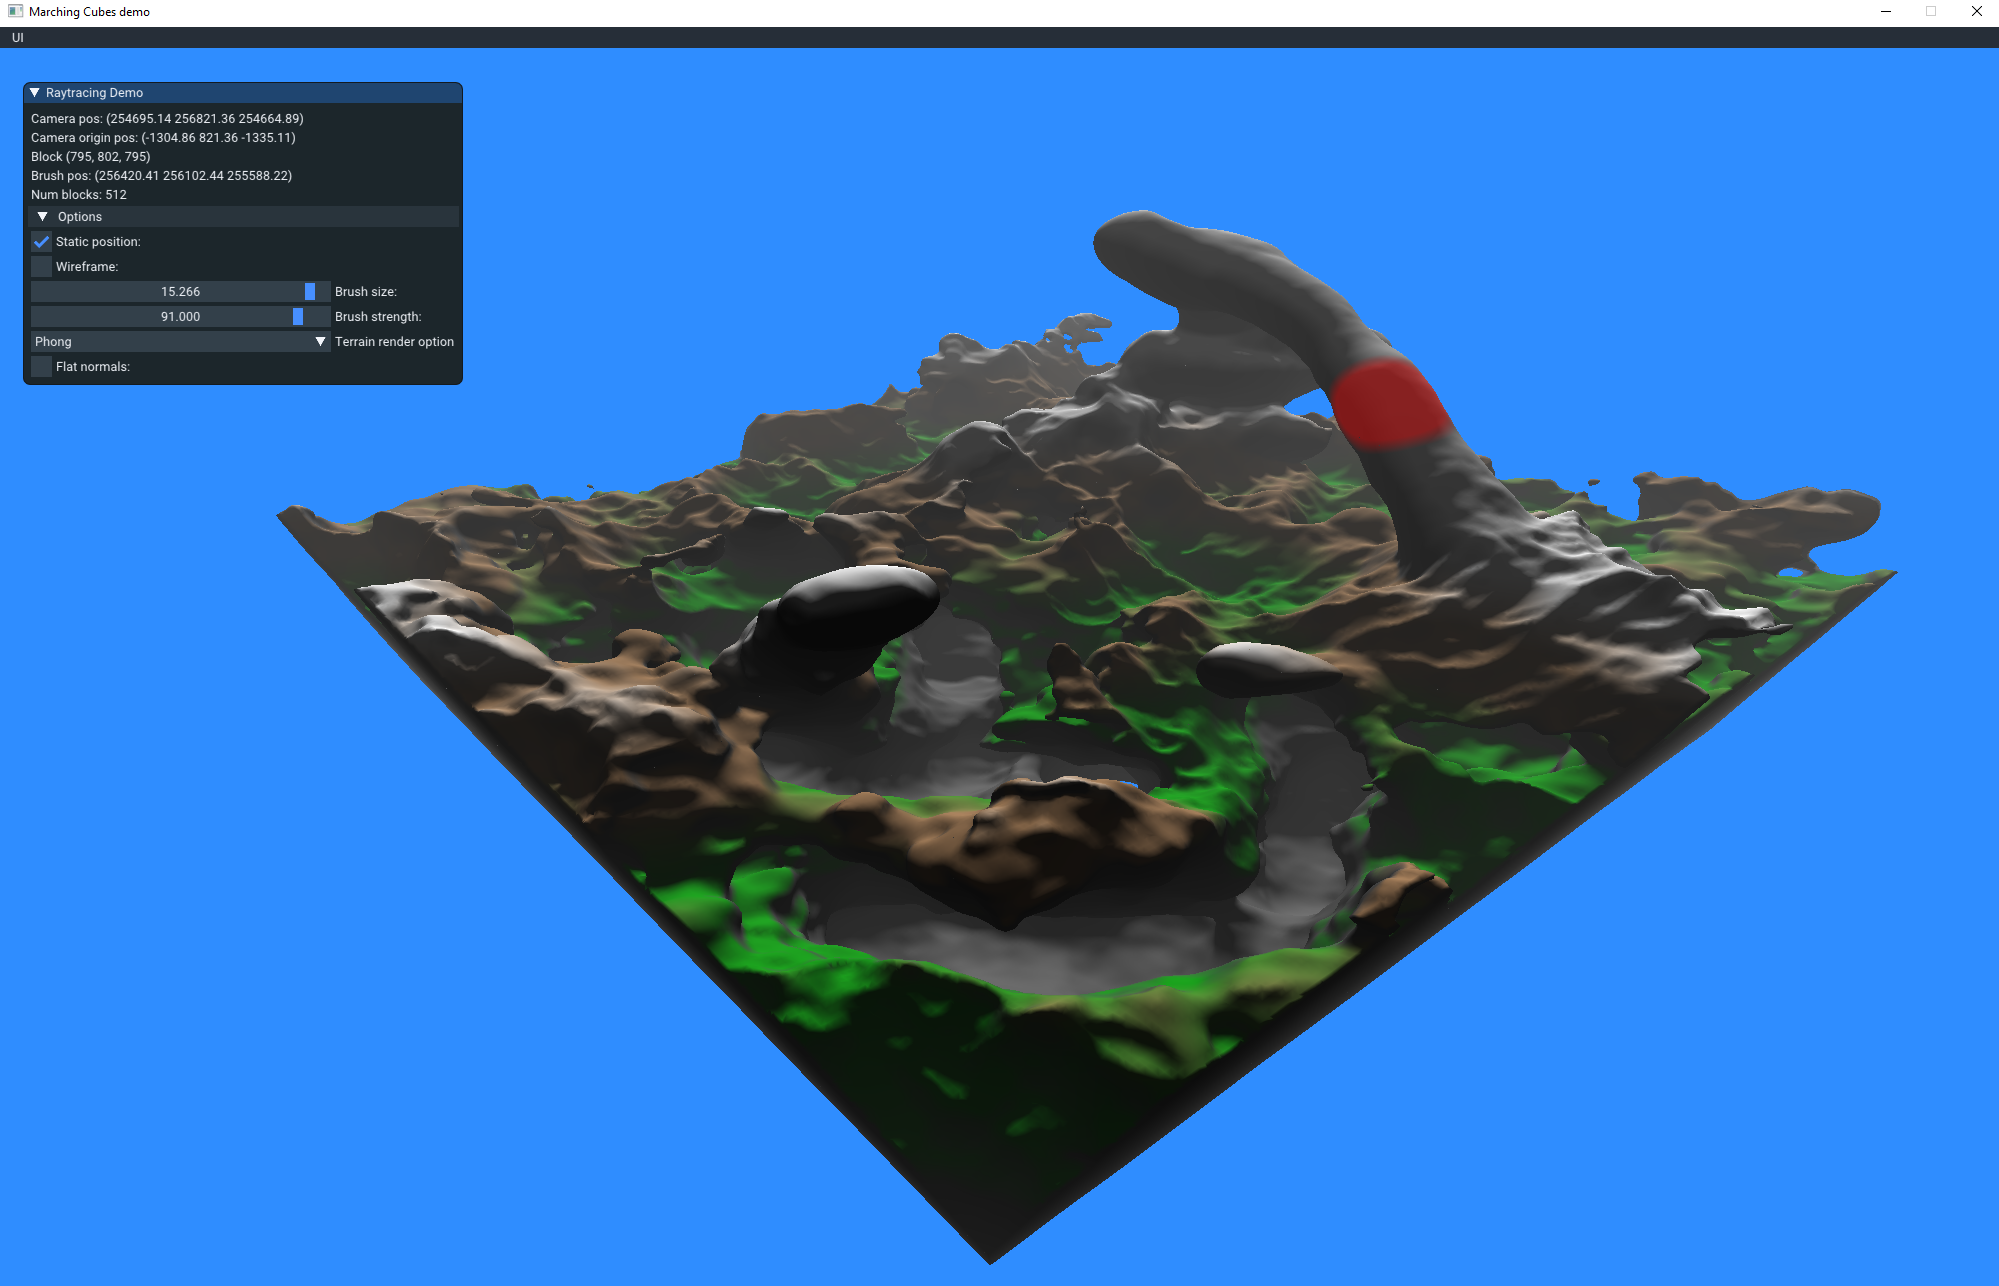 Marching Cubes demo
UI
Raytracing Demo
Camera pos: (254695.14 256821.36 254664.89)
Camera origin pos: (-1304.86 821.36 -1335.11)
Block (795, 802, 795)
Brush pos: (256420.41 256102.44 255588.22)
Num blocks: 512
Options
Static position:
Wireframe:
15.266 Brush size:
91.000 Brush strength:
Phong Terrain render option
Flat normals: